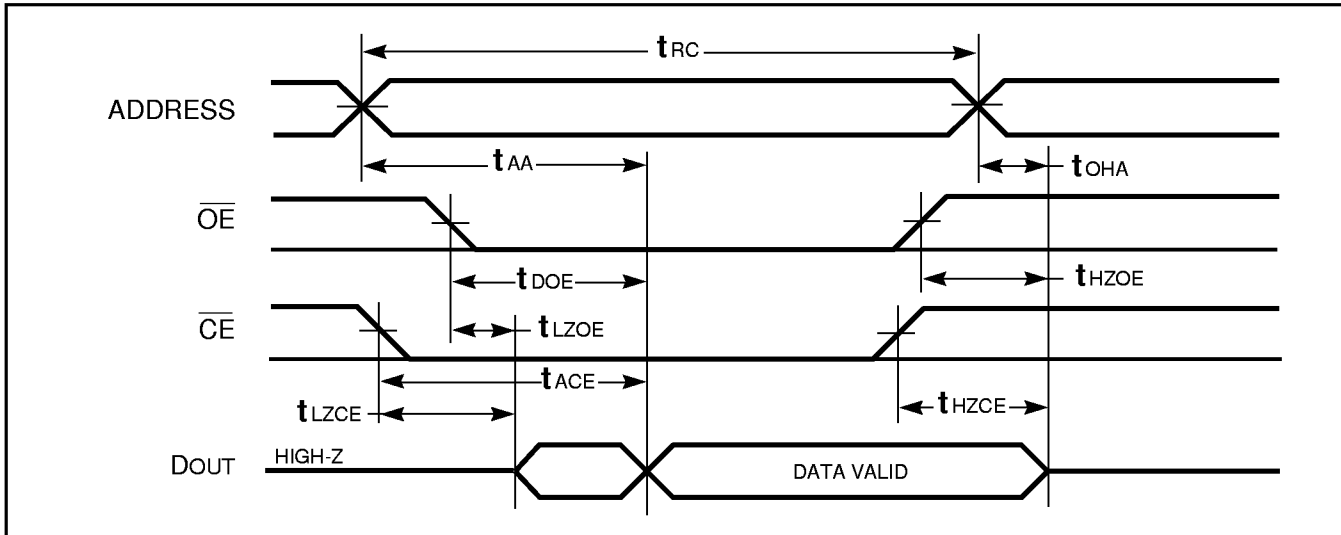 tRC
ADDRESS
tAA
tOHA
OE
tDOE
tHZOE
CE
tLZOE
tACE
tLZCE
tHZCE
DOUT
HIGH-Z
DATA VALID